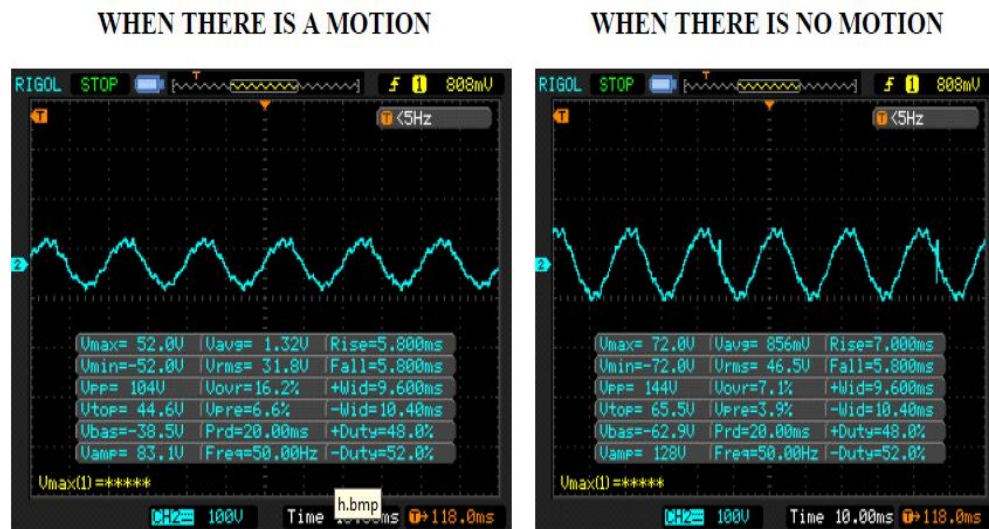 WHEN THERE IS A MOTION
RIGOL STOP T 1 808mV
T T <5Hz
2
Vmax= 52.0V Vavg= 1.32V Rise=5.800ms
Vmin=-52.0V Vrms= 31.8V Fall=5.800ms
Vpp= 104V Vovr=16.2% +Wid=9.600ms
Vtop= 44.6V Vpre=6.6% -Wid=10.40ms
Vbas=-38.5V Prd=20.00ms +Duty=48.0%
Vamp= 83.1V Freq=50.00Hz -Duty=52.0%
Vmax(1)=*****
h.bmp
CH2 100V Time ms T→118.0ms
WHEN THERE IS NO MOTION
RIGOL STOP T 1 808mV
T T <5Hz
2
Vmax= 72.0V Vavg= 856mV Rise=7.000ms
Vmin=-72.0V Vrms= 46.5V Fall=5.800ms
Vpp= 144V Vovr=7.1% +Wid=9.600ms
Vtop= 65.5V Vpre=3.9% -Wid=10.40ms
Vbas=-62.9V Prd=20.00ms +Duty=48.0%
Vamp= 128V Freq=50.00Hz -Duty=52.0%
Vmax(1)=*****
CH2 100V Time 10.00ms T→118.0ms